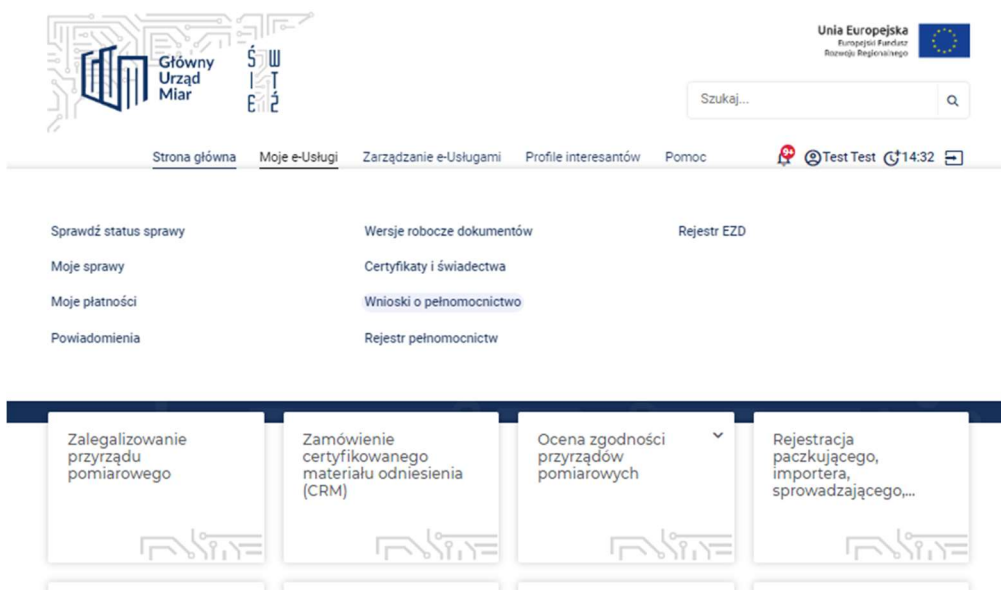 Główny
Urząd
Miar
Ś W
I T
E Ź
Unia Europejska
Europejski Fundusz
Rozwoju Regionalnego
Szukaj...
Strona główna Moje e-Usługi Zarządzanie e-Usługami Profile interesantów Pomoc 9+ Test Test 14:32
Sprawdź status sprawy Wersje robocze dokumentów Rejestr EZD
Moje sprawy Certyfikaty i świadectwa
Moje płatności Wnioski o pełnomocnictwo
Powiadomienia Rejestr pełnomocnictw
Zalegalizowanie
przyrządu
pomiarowego
Zamówienie
certyfikowanego
materiału odniesienia
(CRM)
Ocena zgodności
przyrządów
pomiarowych
Rejestracja
paczkującego,
importera,
sprowadzającego,...